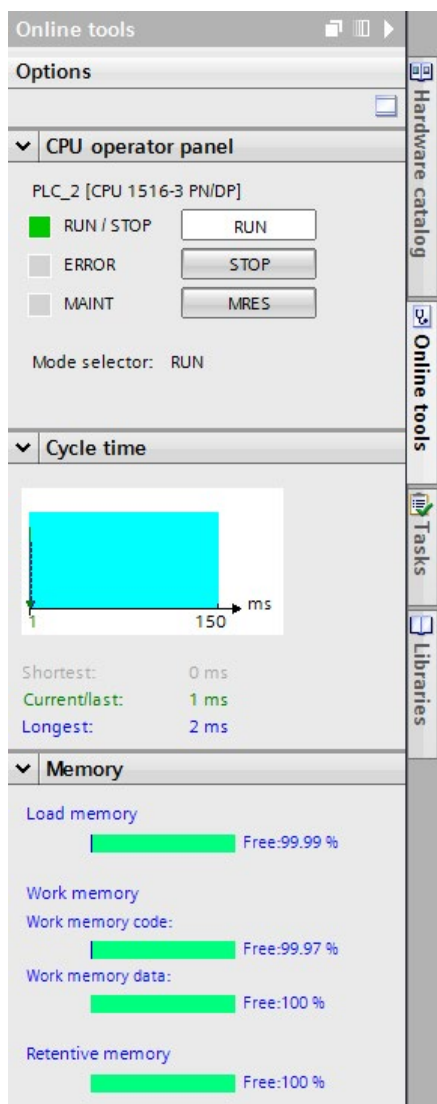 Online tools
Options
CPU operator panel
PLC_2 [CPU 1516-3 PN/DP]
RUN / STOP RUN
ERROR STOP
MAINT MRES
Mode selector: RUN
Cycle time
ms
1 150
Shortest: 0 ms
Current/last: 1 ms
Longest: 2 ms
Memory
Load memory
Free:99.99 %
Work memory
Work memory code:
Free:99.97 %
Work memory data:
Free:100 %
Retentive memory
Free:100 %
Hardware catalog
Online tools
Tasks
Libraries